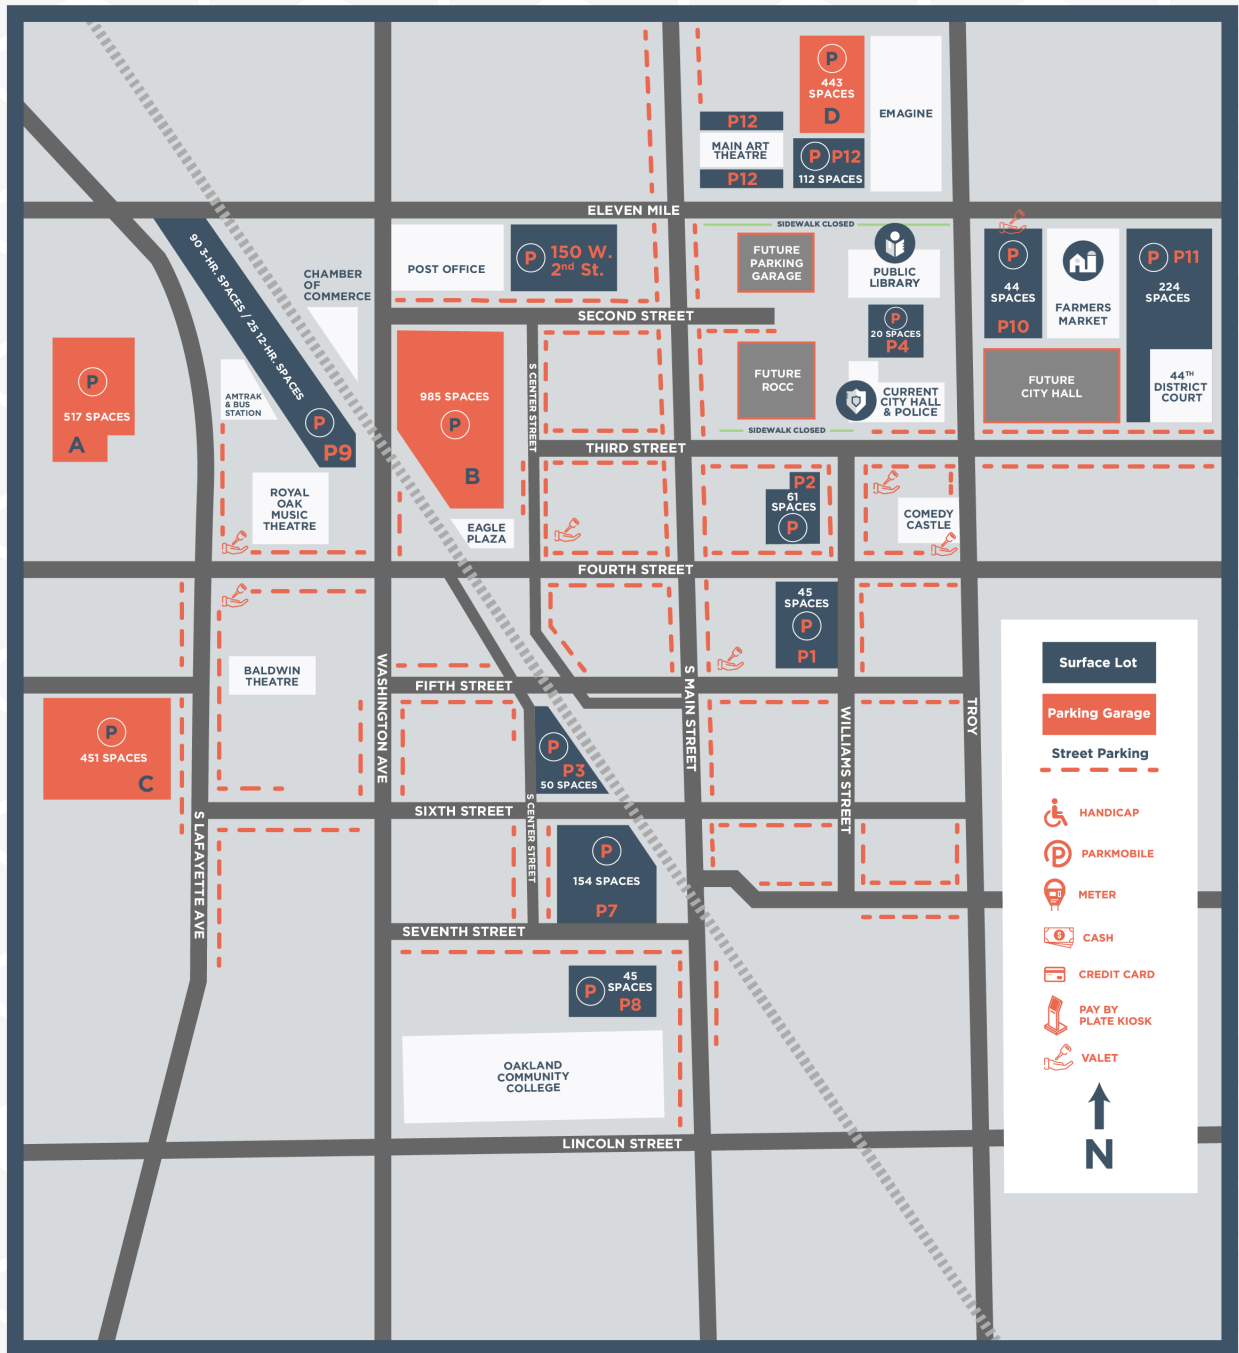 P
443
SPACES
D
EMAGINE
P12
MAIN ART
THEATRE
P12
P P12
112 SPACES
ELEVEN MILE
SIDEWALK CLOSED
90 3-HR. SPACES / 25 12-HR. SPACES
P
P9
CHAMBER
OF
COMMERCE
POST OFFICE
P
150 W.
2nd St.
FUTURE
PARKING
GARAGE
PUBLIC
LIBRARY
P
44
SPACES
P10
FARMERS
MARKET
P P11
224
SPACES
SECOND STREET
P
20 SPACES
P4
P
517 SPACES
A
AMTRAK
& BUS
STATION
985 SPACES
P
B
S CENTER STREET
FUTURE
ROCC
CURRENT
CITY HALL
& POLICE
FUTURE
CITY HALL
44TH
DISTRICT
COURT
SIDEWALK CLOSED
THIRD STREET
ROYAL
OAK
MUSIC
THEATRE
EAGLE
PLAZA
P2
61
SPACES
P
COMEDY
CASTLE
FOURTH STREET
45
SPACES
P
P1
BALDWIN
THEATRE
WASHINGTON AVE
FIFTH STREET
S MAIN STREET
WILLIAMS STREET
TROY
P
451 SPACES
C
P
P3
50 SPACES
S LAFAYETTE AVE
SIXTH STREET
S CENTER STREET
P
154 SPACES
P7
SEVENTH STREET
P
45
SPACES
P8
OAKLAND
COMMUNITY
COLLEGE
LINCOLN STREET
Surface Lot
Parking Garage
Street Parking
HANDICAP
PARKMOBILE
METER
CASH
CREDIT CARD
PAY BY
PLATE KIOSK
VALET
N